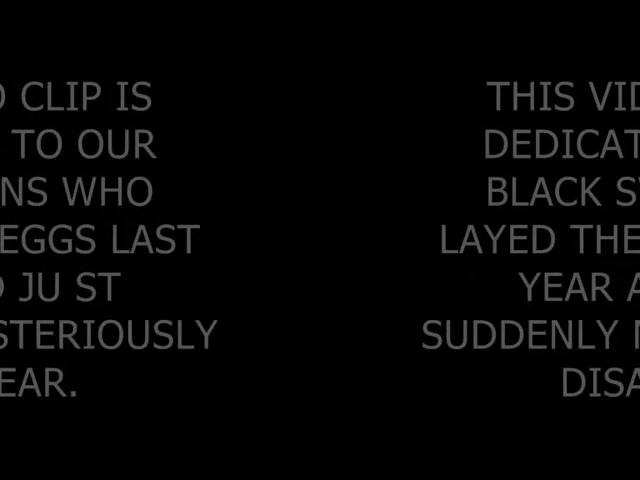 O CLIP IS
TO OUR
NS WHO
EGGS LAST
JU ST
STERIOUSLY
EAR.
THIS VID
DEDICAT
BLACK S
LAYED THE
YEAR A
SUDDENLY
DISA